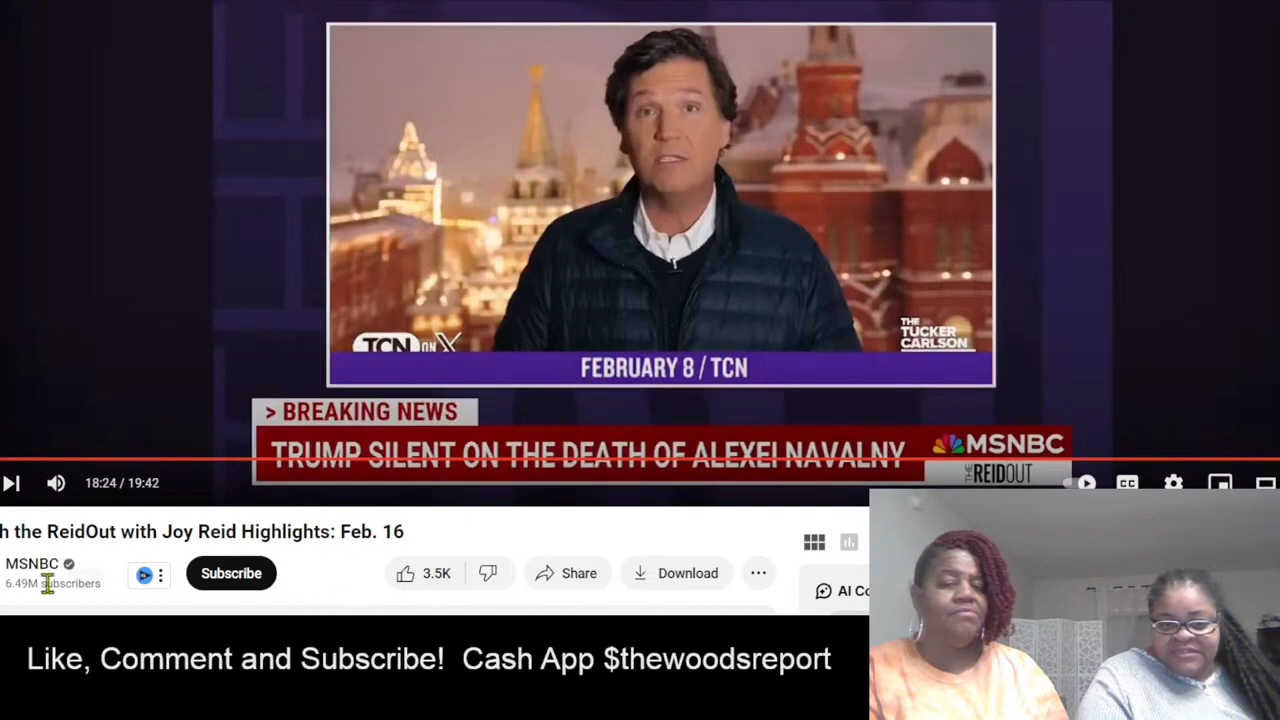 TCN ON X
THE
TUCKER
CARLSON
FEBRUARY 8 / TCN
> BREAKING NEWS
TRUMP SILENT ON THE DEATH OF ALEXEI NAVALNY
MSNBC
THE REIDOUT
18:24 / 19:42
CC
h the ReidOut with Joy Reid Highlights: Feb. 16
MSNBC
6.49M subscribers
Subscribe
3.5K
Share
Download
AI Co
Like, Comment and Subscribe! Cash App $thewoodsreport